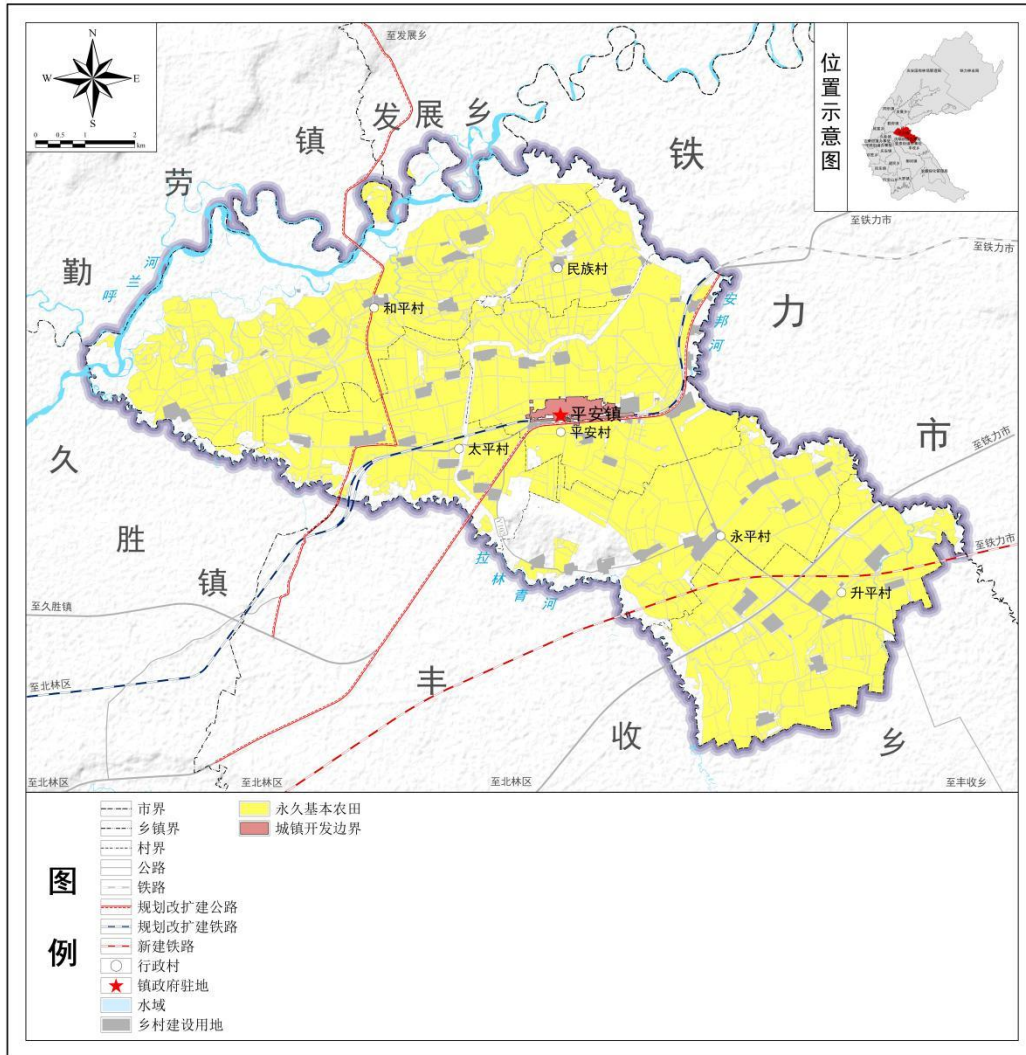 至发展乡
N
W
E
S
0 0.5 1 2
km
位置示意图
镇
发展乡
铁
劳
勤
呼兰河
至铁力市
至铁力市
民族村
和平村
安邦河
力
平安镇
平安村
太平村
市
至铁力市
久
胜
镇
永平村
至铁力市
拉林青河
升平村
至久胜镇
丰
至北林区
收
乡
至北林区
至北林区
至北林区
至丰收乡
图例
市界
乡镇界
村界
公路
铁路
规划改扩建公路
规划改扩建铁路
新建铁路
行政村
镇政府驻地
水域
乡村建设用地
永久基本农田
城镇开发边界